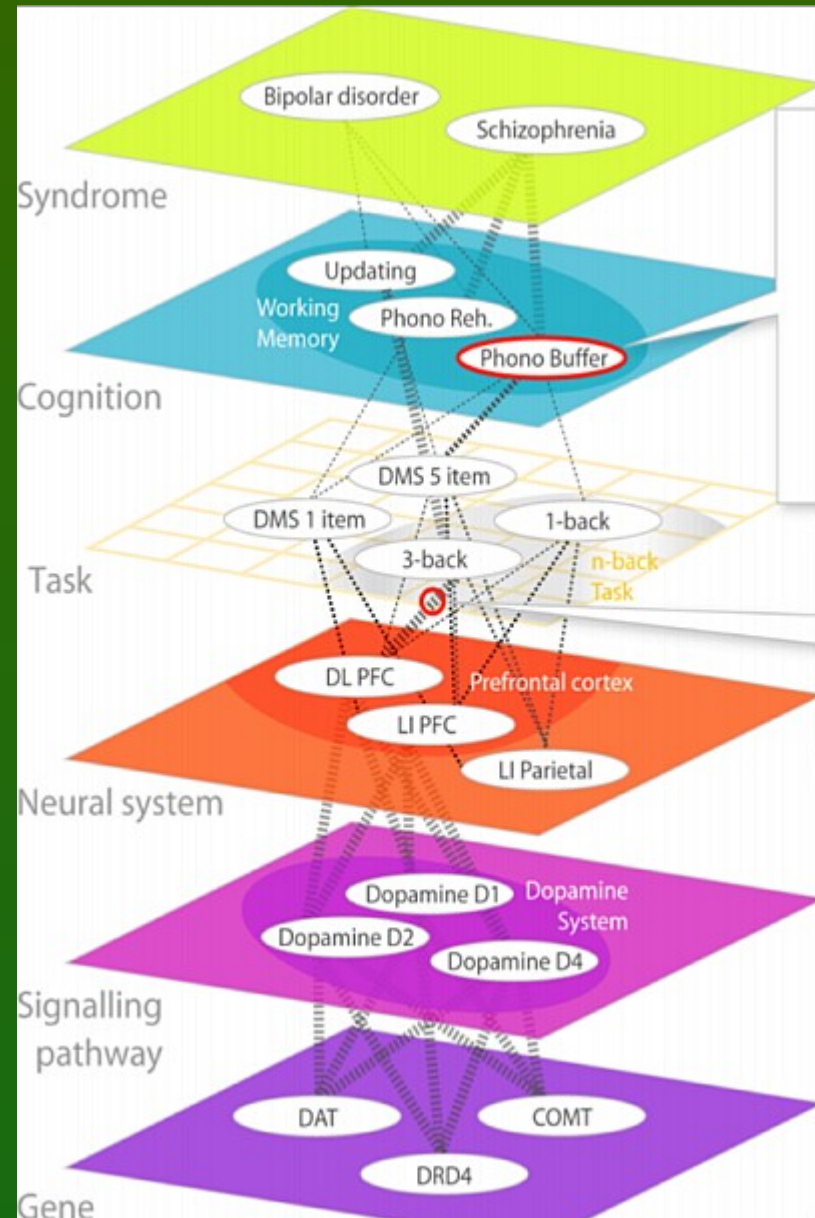 Bipolar disorder
Schizophrenia
Syndrome
Updating
Working
Memory
Phono Reh.
Phono Buffer
Cognition
DMS 5 item
DMS 1 item
1-back
3-back
n-back
Task
Task
DL PFC
Prefrontal cortex
LI PFC
LI Parietal
Neural system
Dopamine D1
Dopamine
System
Dopamine D2
Dopamine D4
Signalling
pathway
DAT
COMT
DRD4
Gene